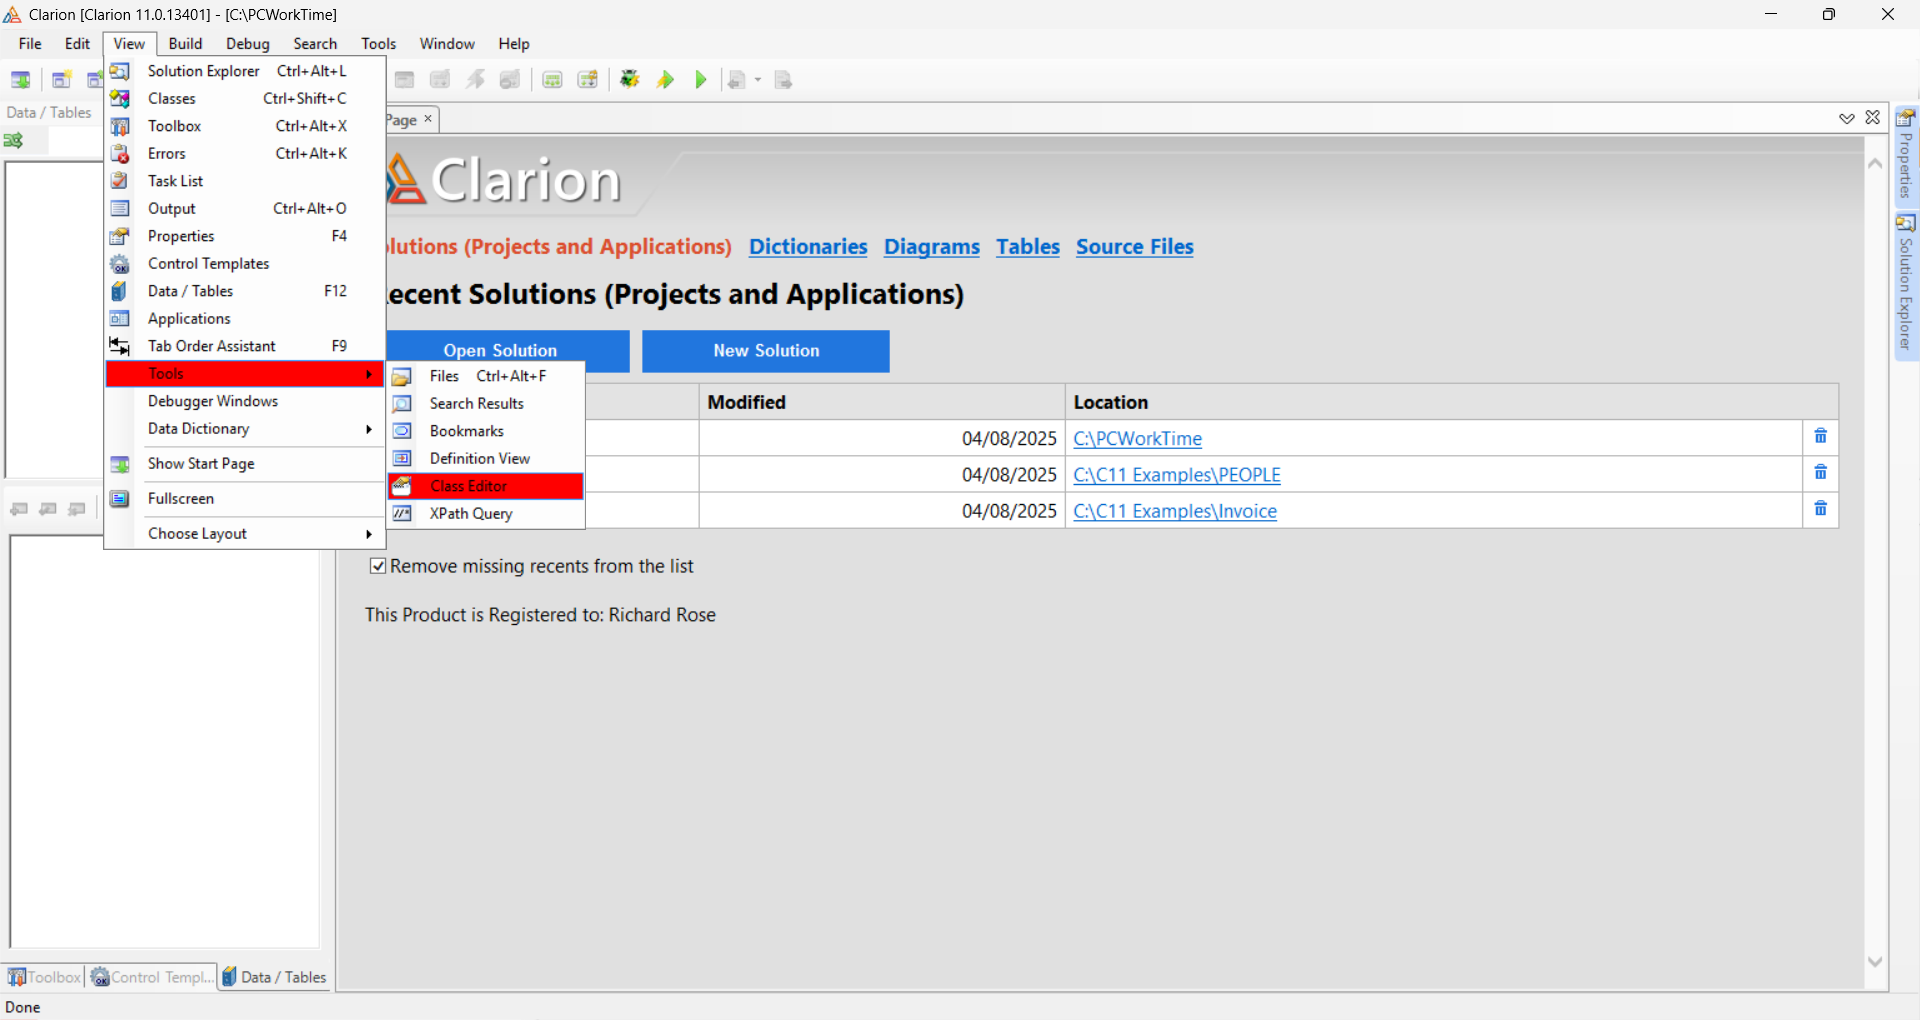 Clarion [Clarion 11.0.13401] - [C:\PCWorkTime]
File Edit View Build Debug Search Tools Window Help
Data / Tables
Solution Explorer Ctrl+Alt+L
Classes Ctrl+Shift+C
Toolbox Ctrl+Alt+X
Errors Ctrl+Alt+K
Task List
Output Ctrl+Alt+O
Properties F4
Control Templates
Data / Tables F12
Applications
Tab Order Assistant F9
Tools
Debugger Windows
Data Dictionary
Show Start Page
Fullscreen
Choose Layout
Files Ctrl+Alt+F
Search Results
Bookmarks
Definition View
Class Editor
XPath Query
Page
Clarion
lutions (Projects and Applications) Dictionaries Diagrams Tables Source Files
ecent Solutions (Projects and Applications)
Open Solution New Solution
Modified Location
04/08/2025 C:\PCWorkTime
04/08/2025 C:\C11 Examples\PEOPLE
04/08/2025 C:\C11 Examples\Invoice
Remove missing recents from the list
This Product is Registered to: Richard Rose
Properties
Solution Explorer
Toolbox Control Templ... Data / Tables
Done